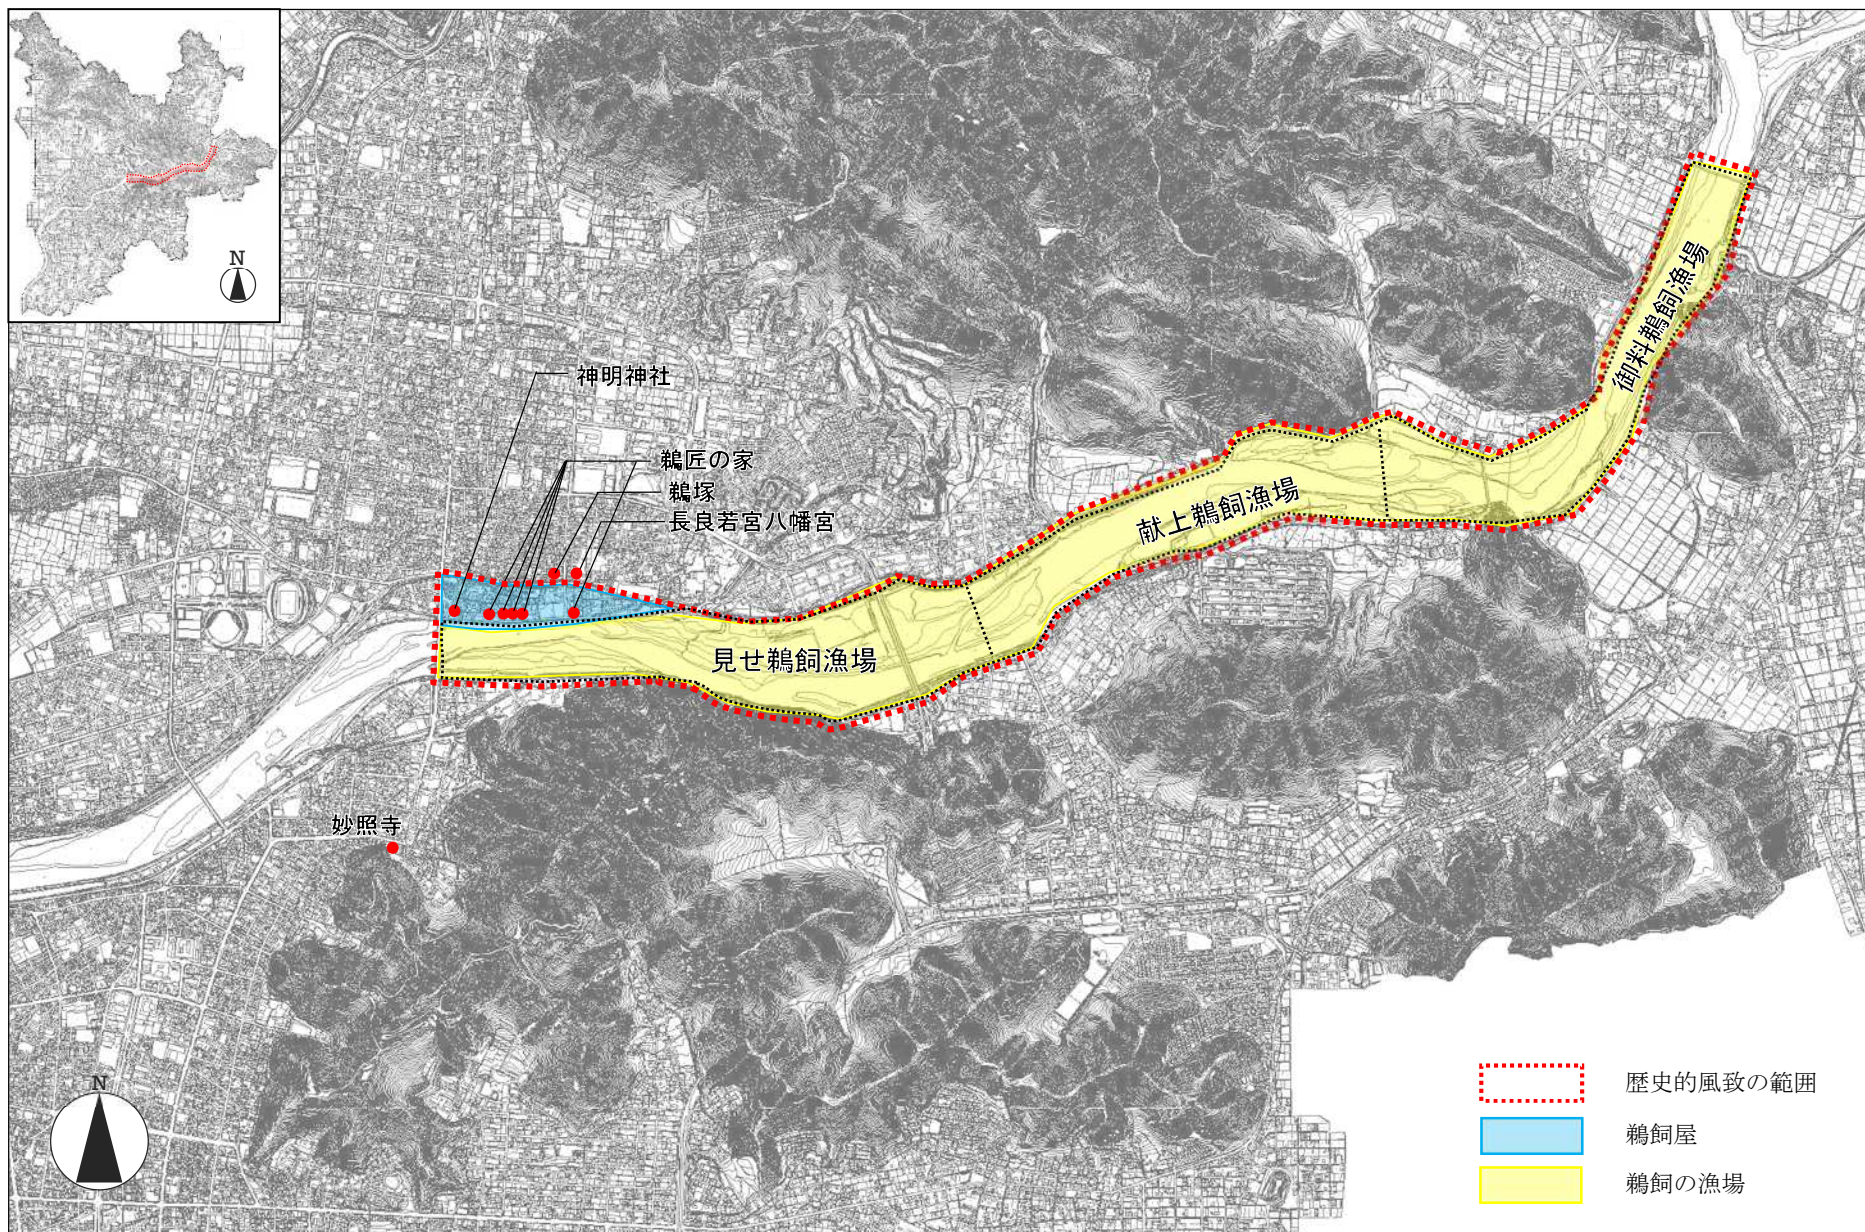 N
神明神社
鵜匠の家
鵜塚
長良若宮八幡宮
御料鵜飼漁場
献上鵜飼漁場
見せ鵜飼漁場
妙照寺
N
歴史的風致の範囲
鵜飼屋
鵜飼の漁場